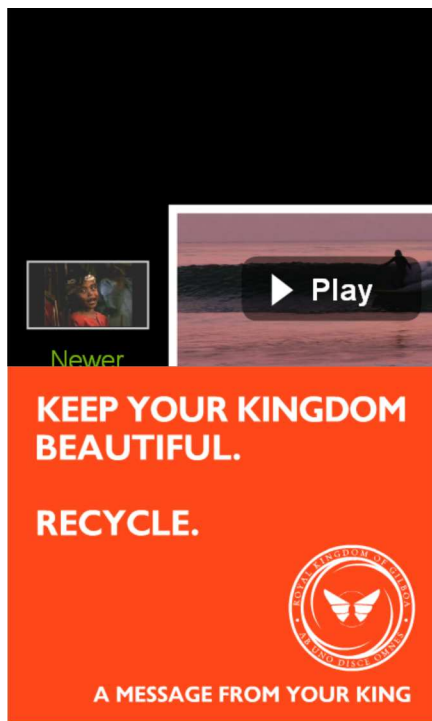 Play
Newer
KEEP YOUR KINGDOM
BEAUTIFUL.
RECYCLE.
ROYAL KINGDOM OF GILBOA
AB UNO DISCE OMNES
A MESSAGE FROM YOUR KING